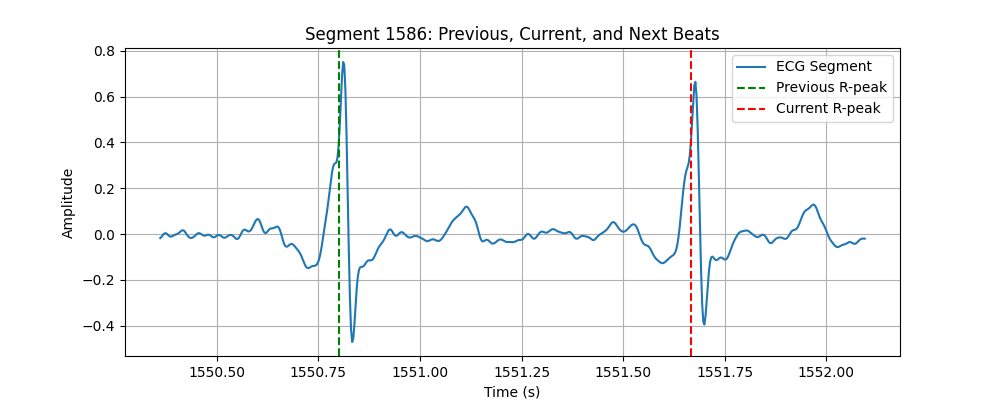 Segment 1586: Previous, Current, and Next Beats
ECG Segment
Previous R-peak
Current R-peak
Amplitude
0.8
0.6
0.4
0.2
0.0
−0.2
−0.4
1550.50 1550.75 1551.00 1551.25 1551.50 1551.75 1552.00
Time (s)